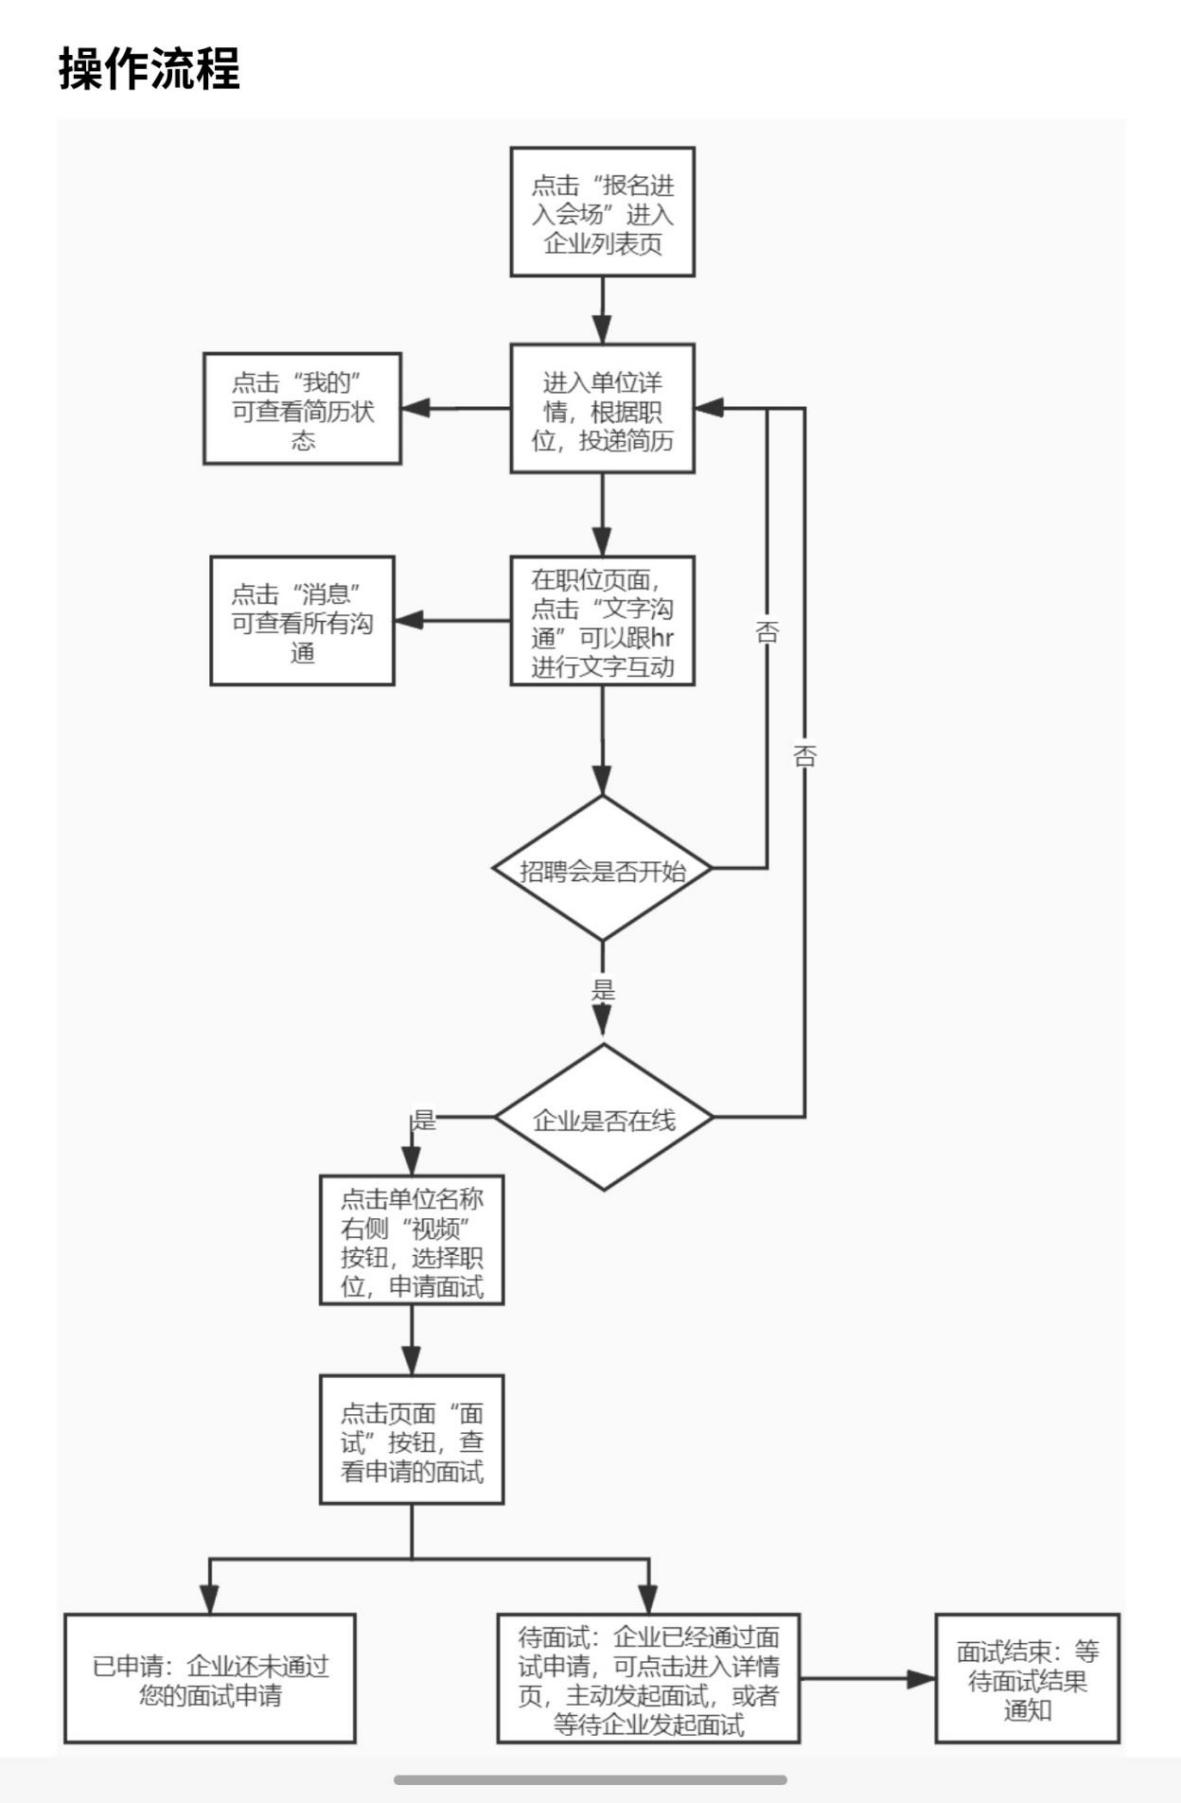 操作流程
点击“报名进
入会场”进入
企业列表页
点击“我的”
可查看简历状
态
进入单位详
情，根据职
位，投递简历
点击“消息”
可查看所有沟
通
在职位页面，
点击“文字沟
通”可以跟hr
进行文字互动
否
否
招聘会是否开始
是
企业是否在线
是
点击单位名称
右侧“视频”
按钮，选择职
位，申请面试
点击页面“面
试”按钮，查
看申请的面试
已申请：企业还未通过
您的面试申请
待面试：企业已经通过面
试申请，可点击进入详情
页，主动发起面试，或者
等待企业发起面试
面试结束：等
待面试结果
通知